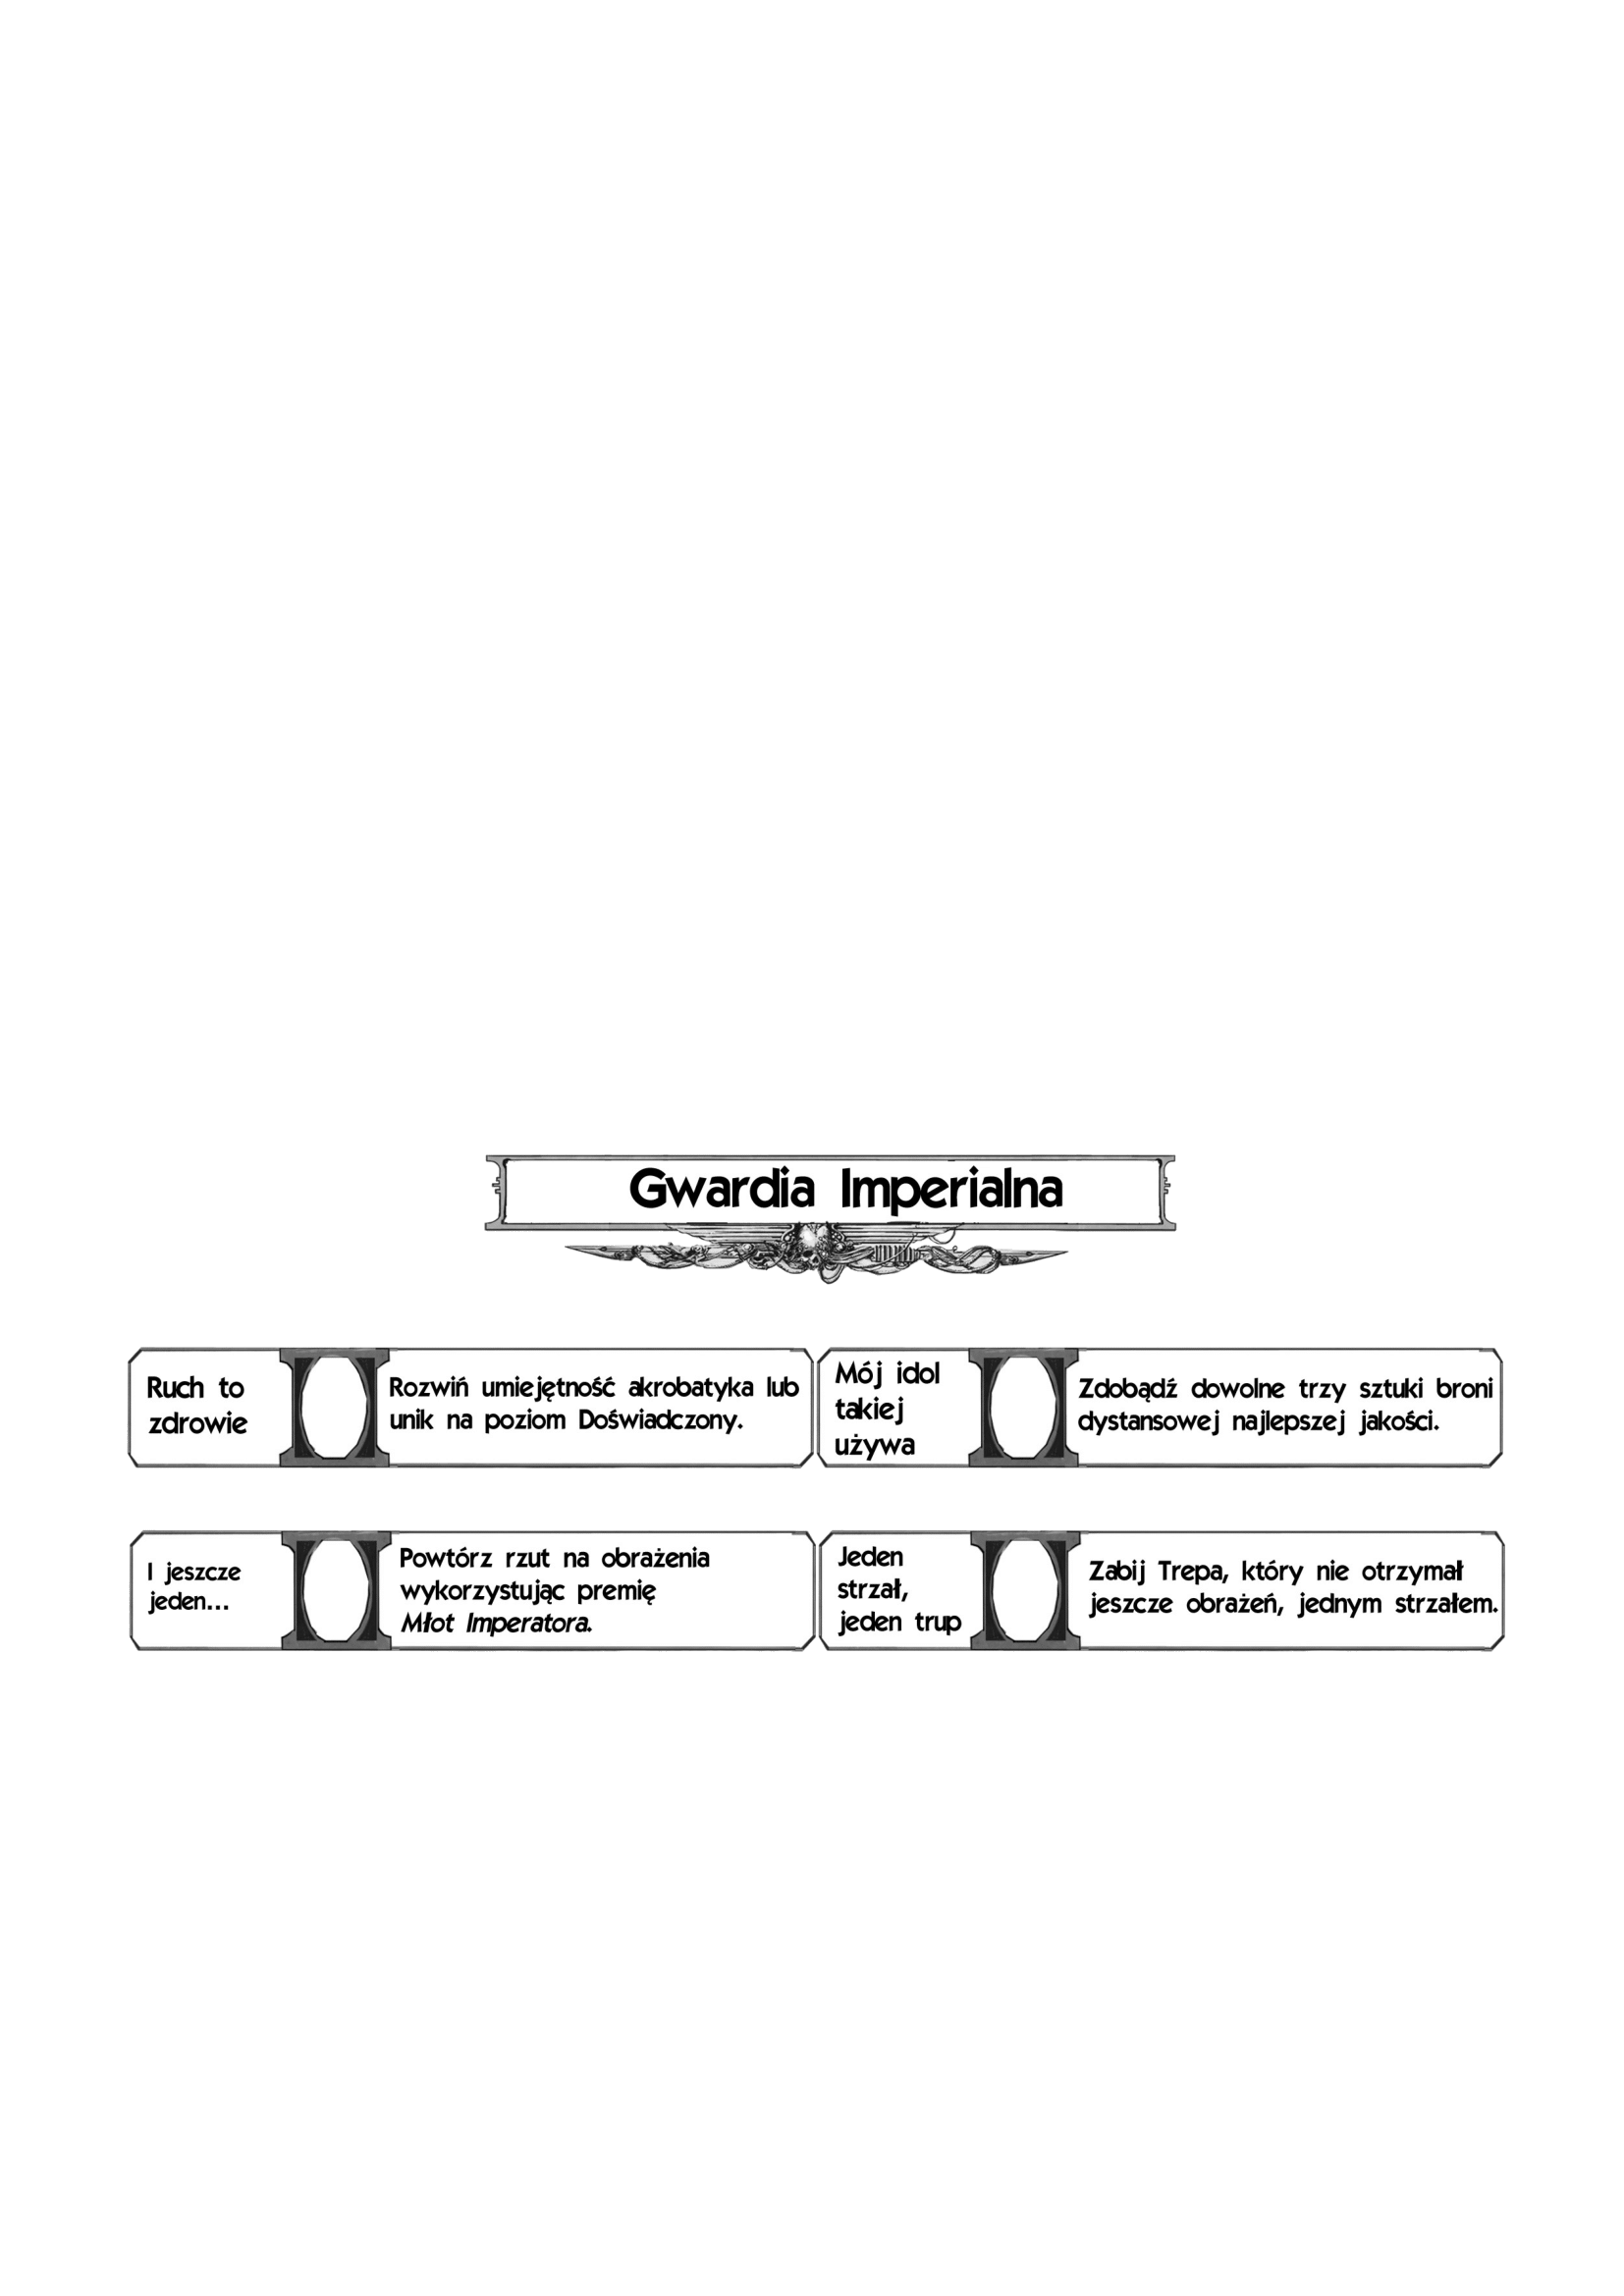 Gwardia Imperialna
Ruch to
zdrowie
Rozwiń umiejętność akrobatyka lub
unik na poziom Doświadczony.
Mój idol
takiej
używa
Zdobądź dowolne trzy sztuki broni
dystansowej najlepszej jakości.
I jeszcze
jeden...
Powtórz rzut na obrażenia
wykorzystując premię
Młot Imperatora.
Jeden
strzał,
jeden trup
Zabij Trepa, który nie otrzymał
jeszcze obrażeń, jednym strzałem.